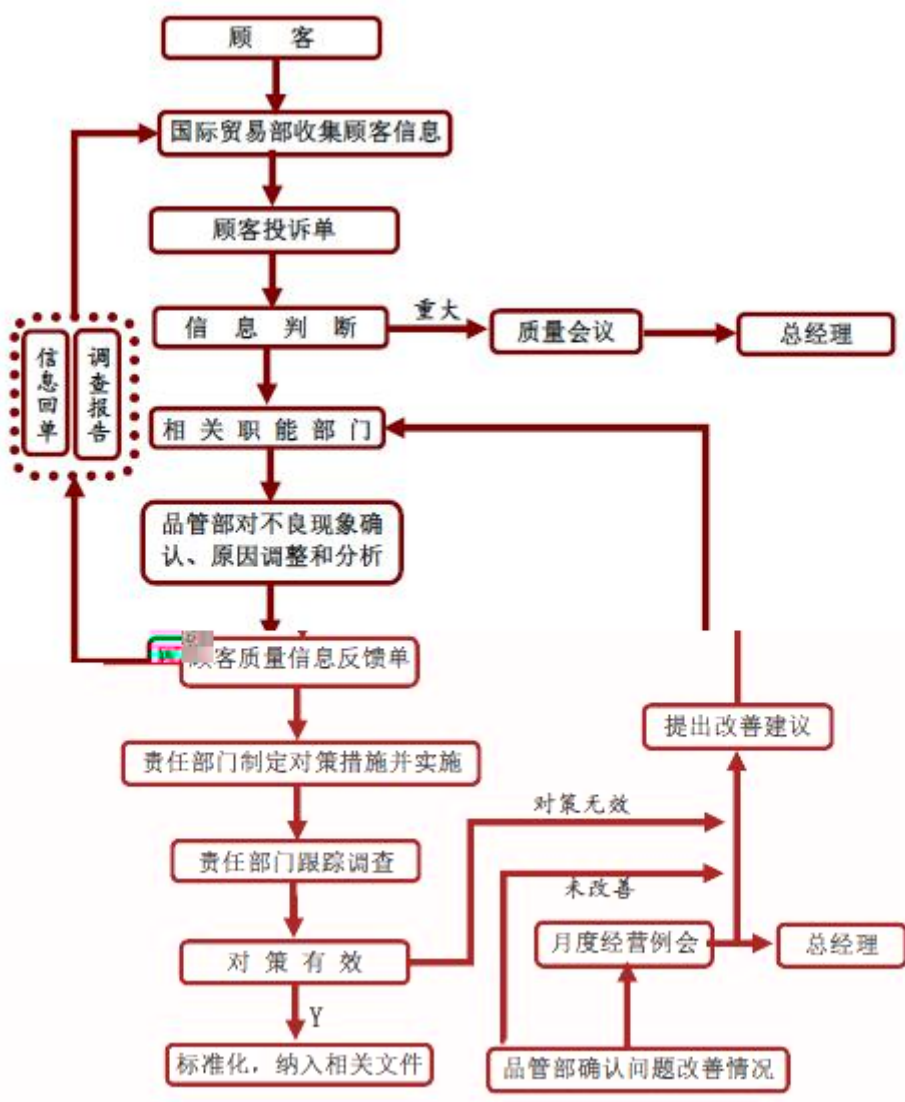 顾 客
国际贸易部收集顾客信息
顾客投诉单
信 息 判 断
重大
质量会议
总经理
信息回单
调查报告
相 关 职 能 部 门
品管部对不良现象确
认、原因调整和分析
客质量信息反馈单
提出改善建议
责任部门制定对策措施并实施
对策无效
责任部门跟踪调查
未改善
月度经营例会
总经理
对 策 有 效
Y
标准化，纳入相关文件
品管部确认问题改善情况